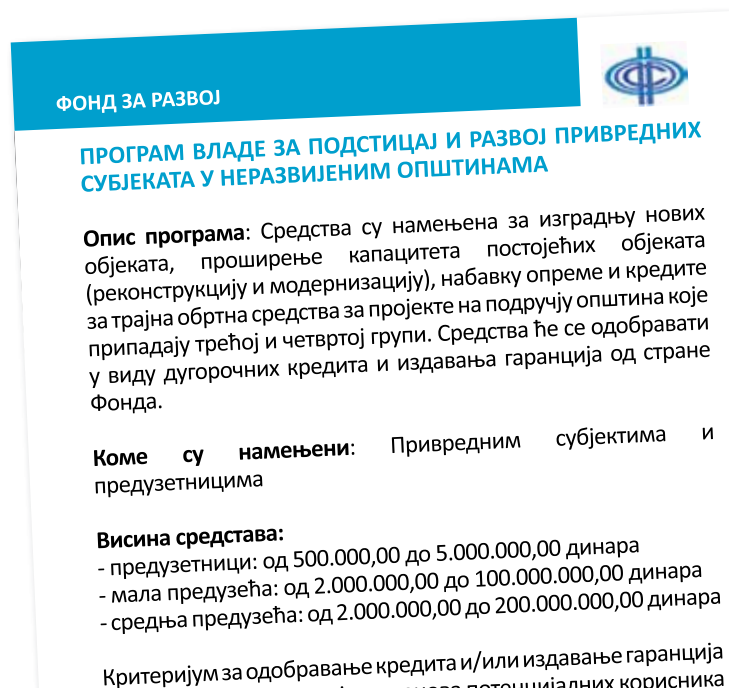 ФОНД ЗА РАЗВОЈ
ПРОГРАМ ВЛАДЕ ЗА ПОДСТИЦАЈ И РАЗВОЈ ПРИВРЕДНИХ
СУБЈЕКАТА У НЕРАЗВИЈЕНИМ ОПШТИНАМА
Опис програма: Средства су намењена за изградњу нових
објеката, проширење капацитета постојећих објеката
(реконструкцију и модернизацију), набавку опреме и кредите
за трајна обртна средства за пројекте на подручју општина које
припадају трећој и четвртој групи. Средства ће се одобравати
у виду дугорочних кредита и издавања гаранција од стране
Фонда.
Коме су намењени: Привредним субјектима и
предузетницима
Висина средстава:
- предузетници: од 500.000,00 до 5.000.000,00 динара
- мала предузећа: од 2.000.000,00 до 100.000.000,00 динара
- средња предузећа: од 2.000.000,00 до 200.000.000,00 динара
Критеријум за одобравање кредита и/или издавање гаранција
потенцијалних корисника